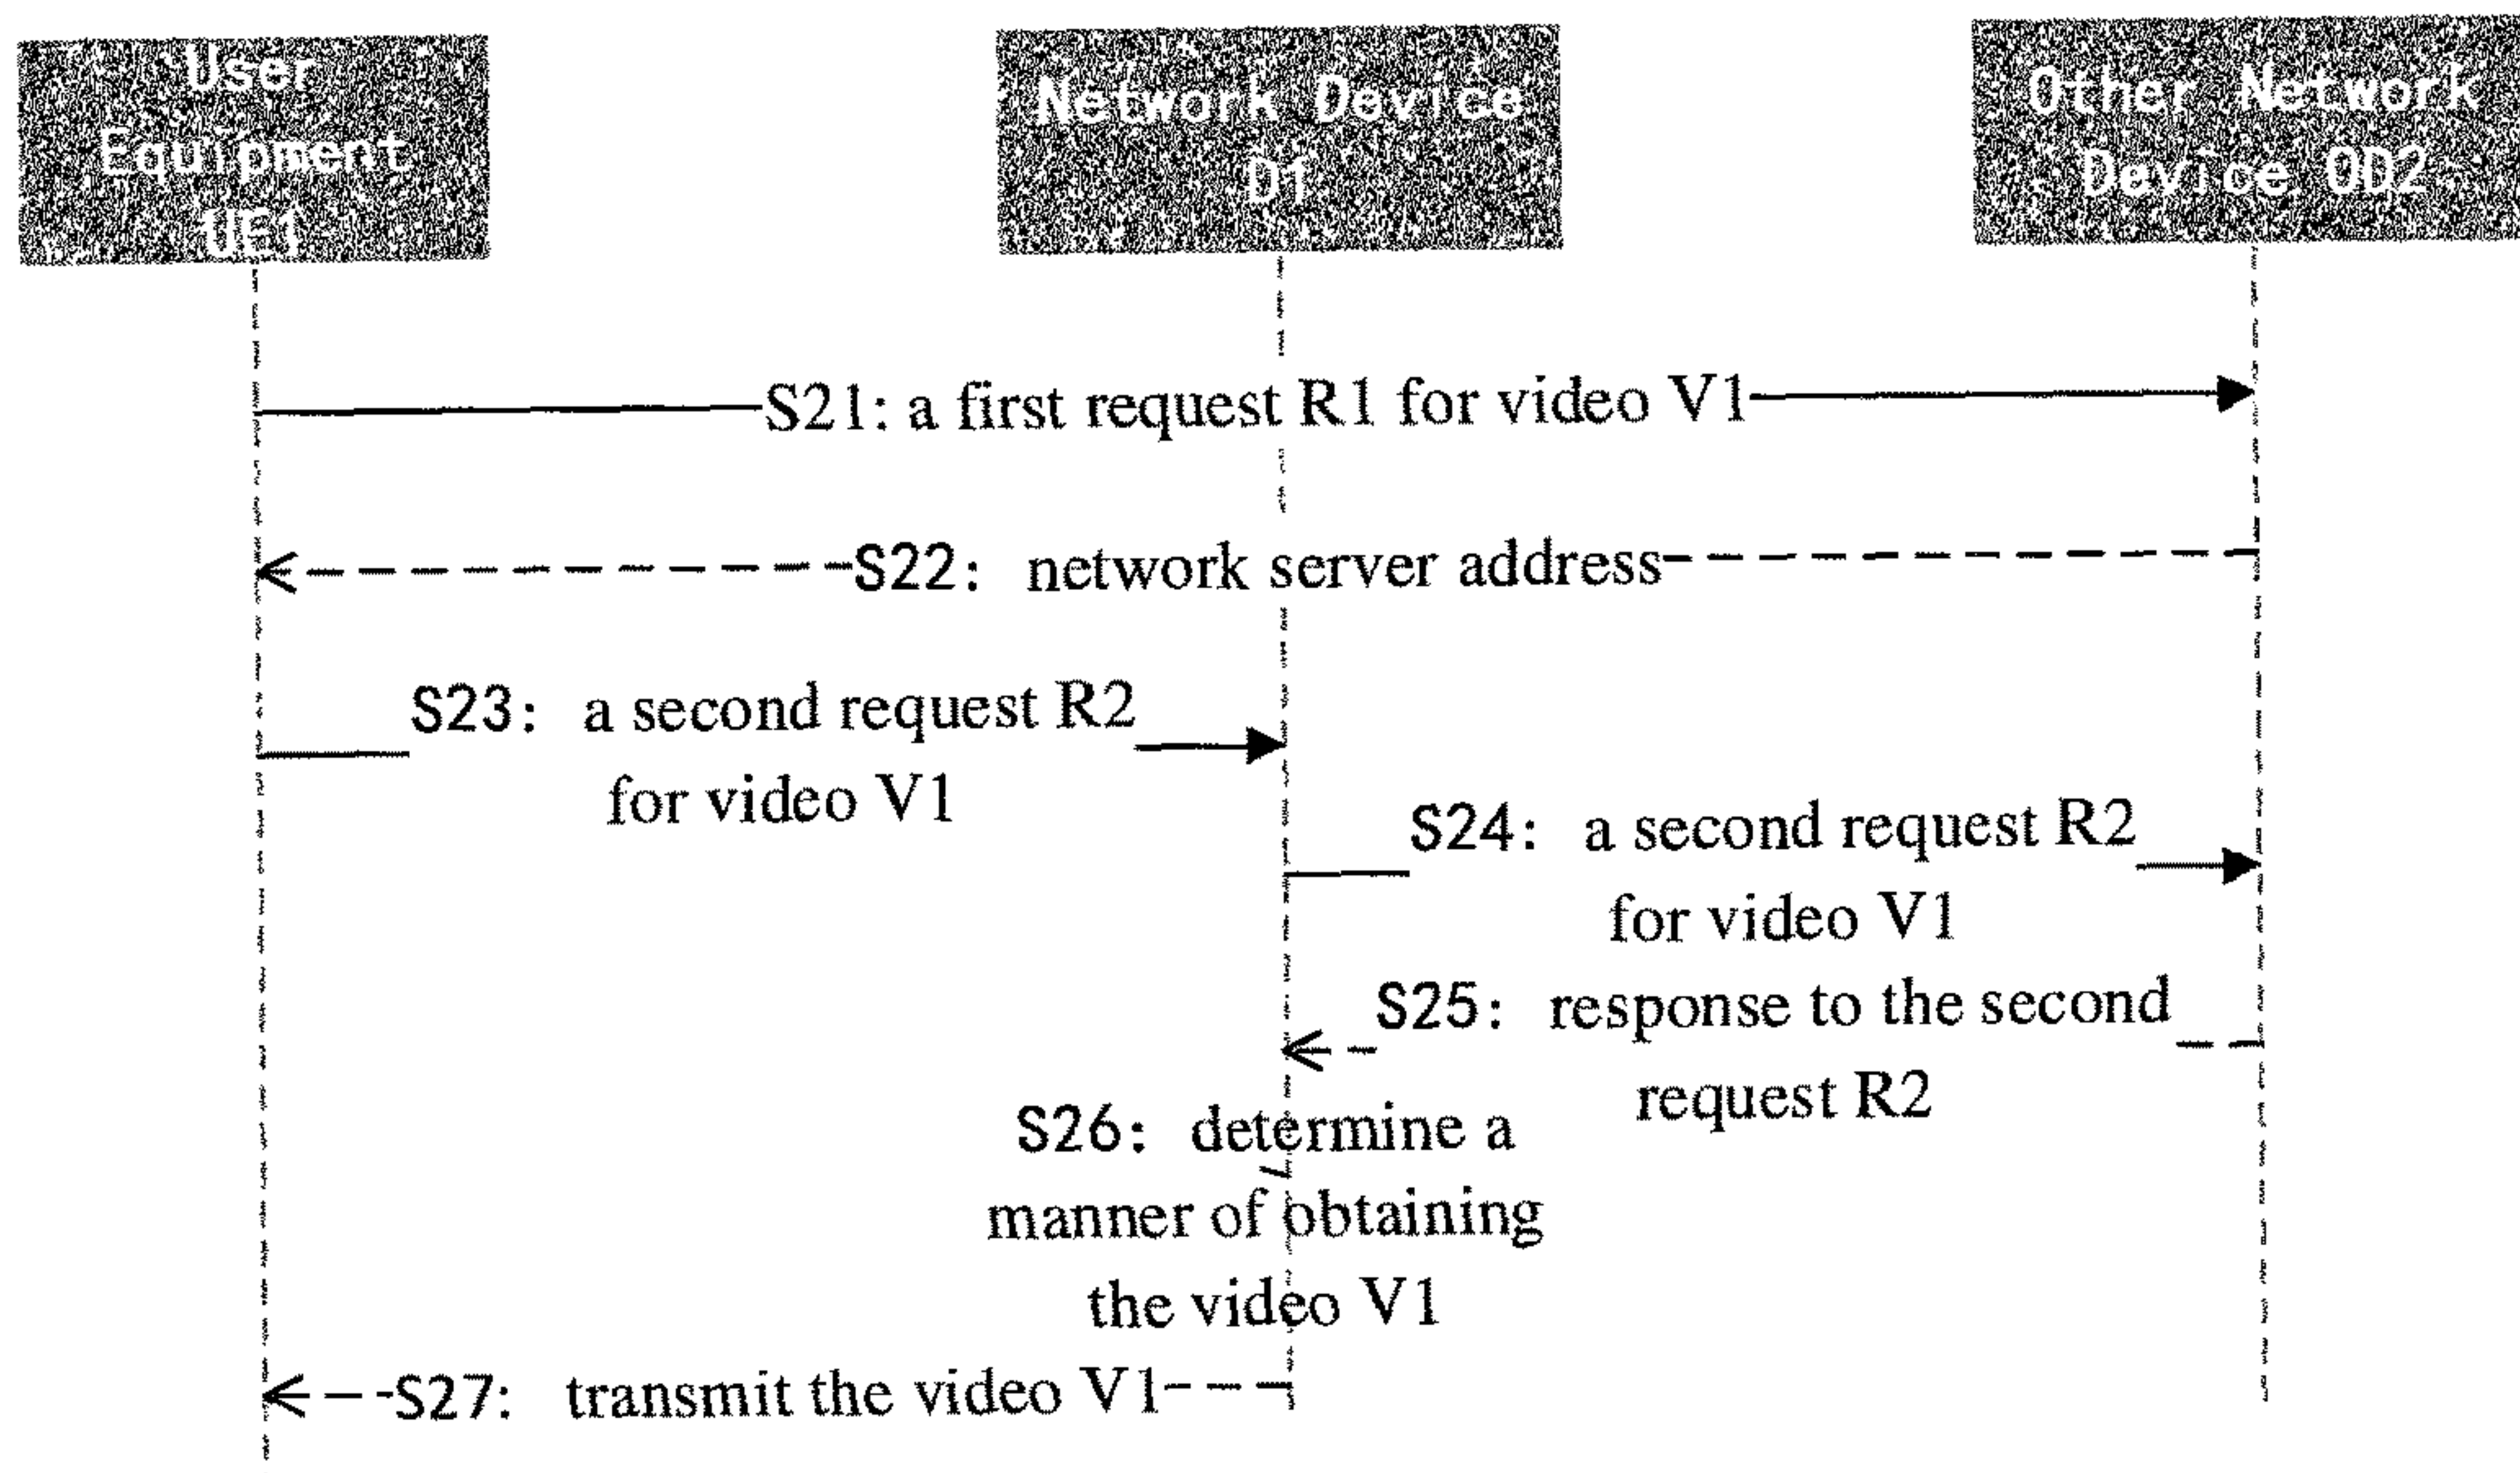 User
Equipment
UE1
Network Device
D1
Other Network
Device OD2
S21: a first request R1 for video V1
S22: network server address
S23: a second request R2
for video V1
S24: a second request R2
for video V1
S25: response to the second
request R2
S26: determine a
manner of obtaining
the video V1
S27: transmit the video V1